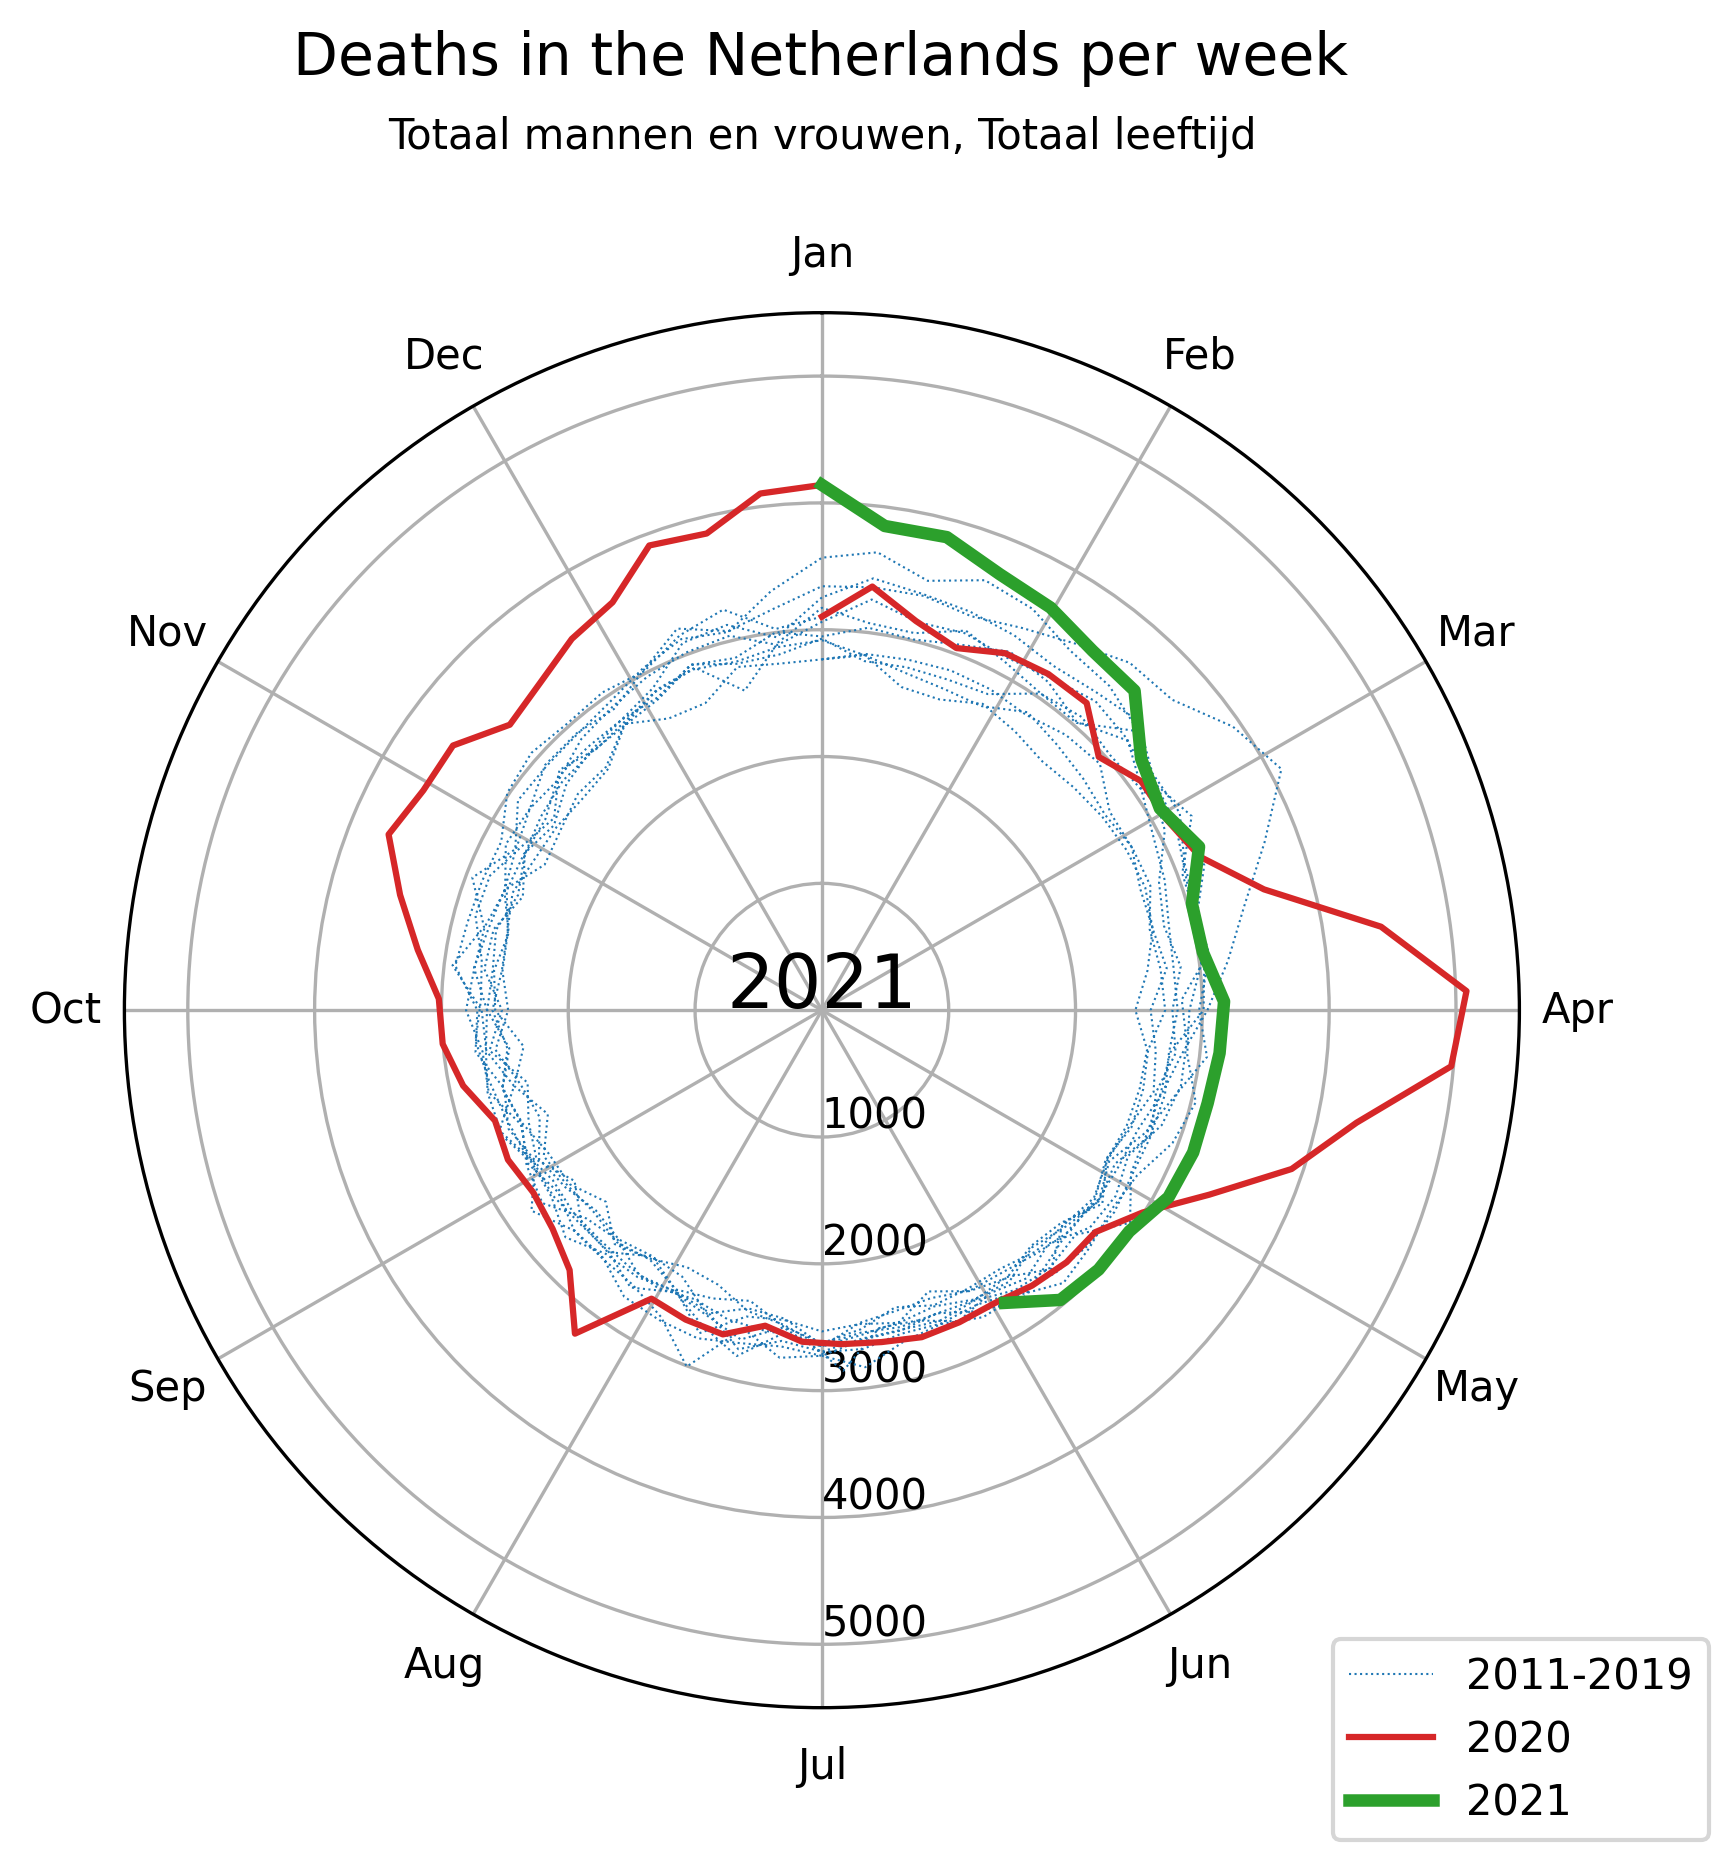 Deaths in the Netherlands per week
Totaal mannen en vrouwen, Totaal leeftijd
Jan
Dec
Feb
Nov
Mar
2021
Oct
Apr
1000
2000
3000
Sep
May
4000
5000
Aug
Jun
Jul
2011-2019
2020
2021